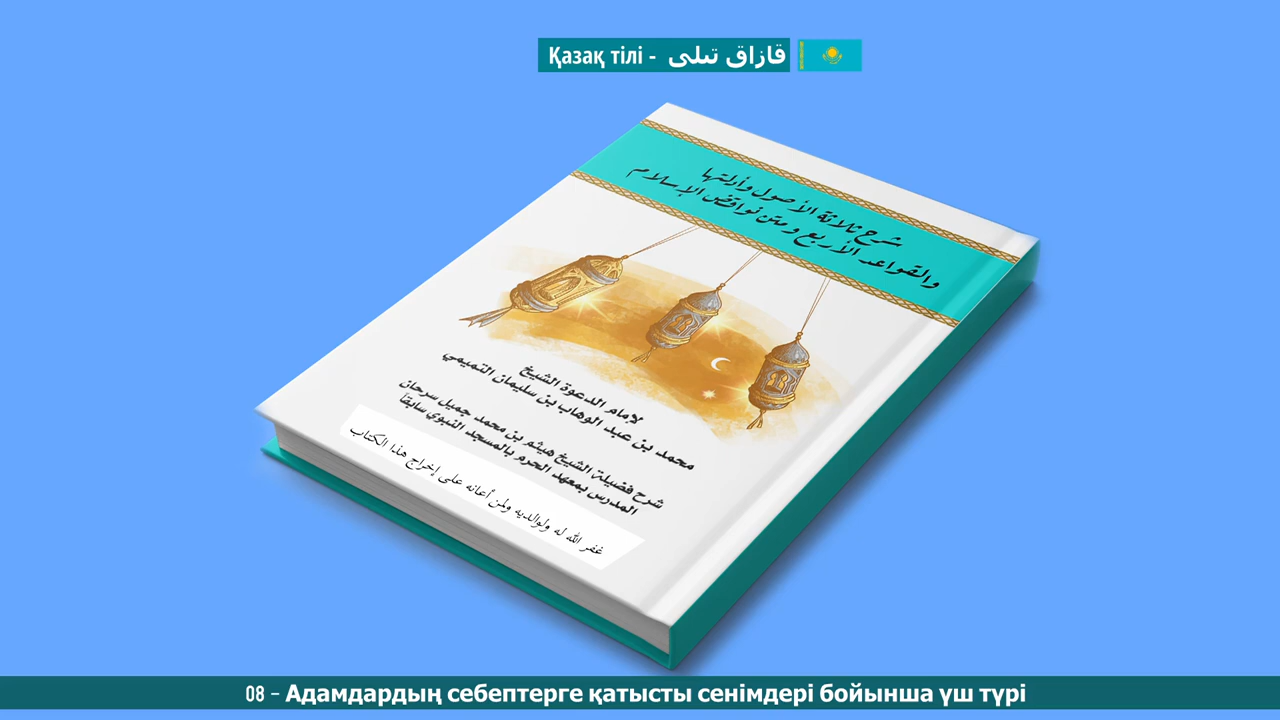 Қазақ тілі - قازاق تىلى
شرح ثلاثة الأصول وأدلتها
والقواعد الأربع ومتن نواقض الإسلام
لإمام الدعوة الشيخ
محمد بن عبد الوهاب بن سليمان التميمي
شرح فضيلة الشيخ هيثم بن محمد جميل سرحان
المدرس بمعهد الحرم بالمسجد النبوي سابقا
غفر الله له ولوالديه ولمن أعانه على إخراج هذا الكتاب
08 - Адамдардың себептерге қатысты сенімдері бойынша үш түрі